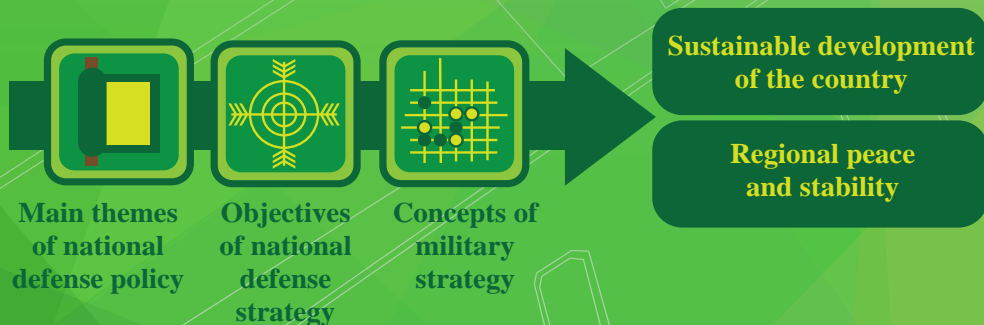 Sustainable development
of the country
Regional peace
and stability
Main themes
of national
defense policy
Objectives
of national
defense
strategy
Concepts of
military
strategy